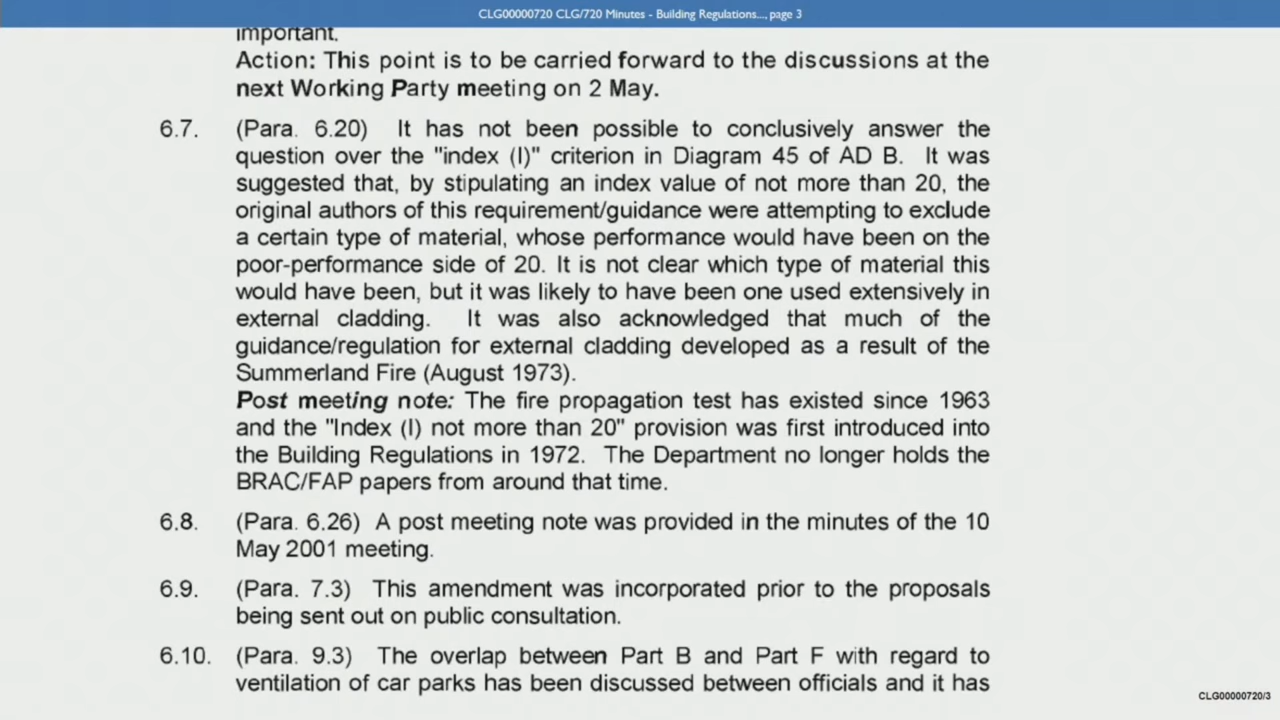 CLG00000720 CLG/720 Minutes - Building Regulations..., page 3
important.
Action: This point is to be carried forward to the discussions at the
next Working Party meeting on 2 May.
6.7. (Para. 6.20) It has not been possible to conclusively answer the
question over the "index (I)" criterion in Diagram 45 of AD B. It was
suggested that, by stipulating an index value of not more than 20, the
original authors of this requirement/guidance were attempting to exclude
a certain type of material, whose performance would have been on the
poor-performance side of 20. It is not clear which type of material this
would have been, but it was likely to have been one used extensively in
external cladding. It was also acknowledged that much of the
guidance/regulation for external cladding developed as a result of the
Summerland Fire (August 1973).
Post meeting note: The fire propagation test has existed since 1963
and the "Index (I) not more than 20" provision was first introduced into
the Building Regulations in 1972. The Department no longer holds the
BRAC/FAP papers from around that time.
6.8. (Para. 6.26) A post meeting note was provided in the minutes of the 10
May 2001 meeting.
6.9. (Para. 7.3) This amendment was incorporated prior to the proposals
being sent out on public consultation.
6.10. (Para. 9.3) The overlap between Part B and Part F with regard to
ventilation of car parks has been discussed between officials and it has
CLG00000720/3